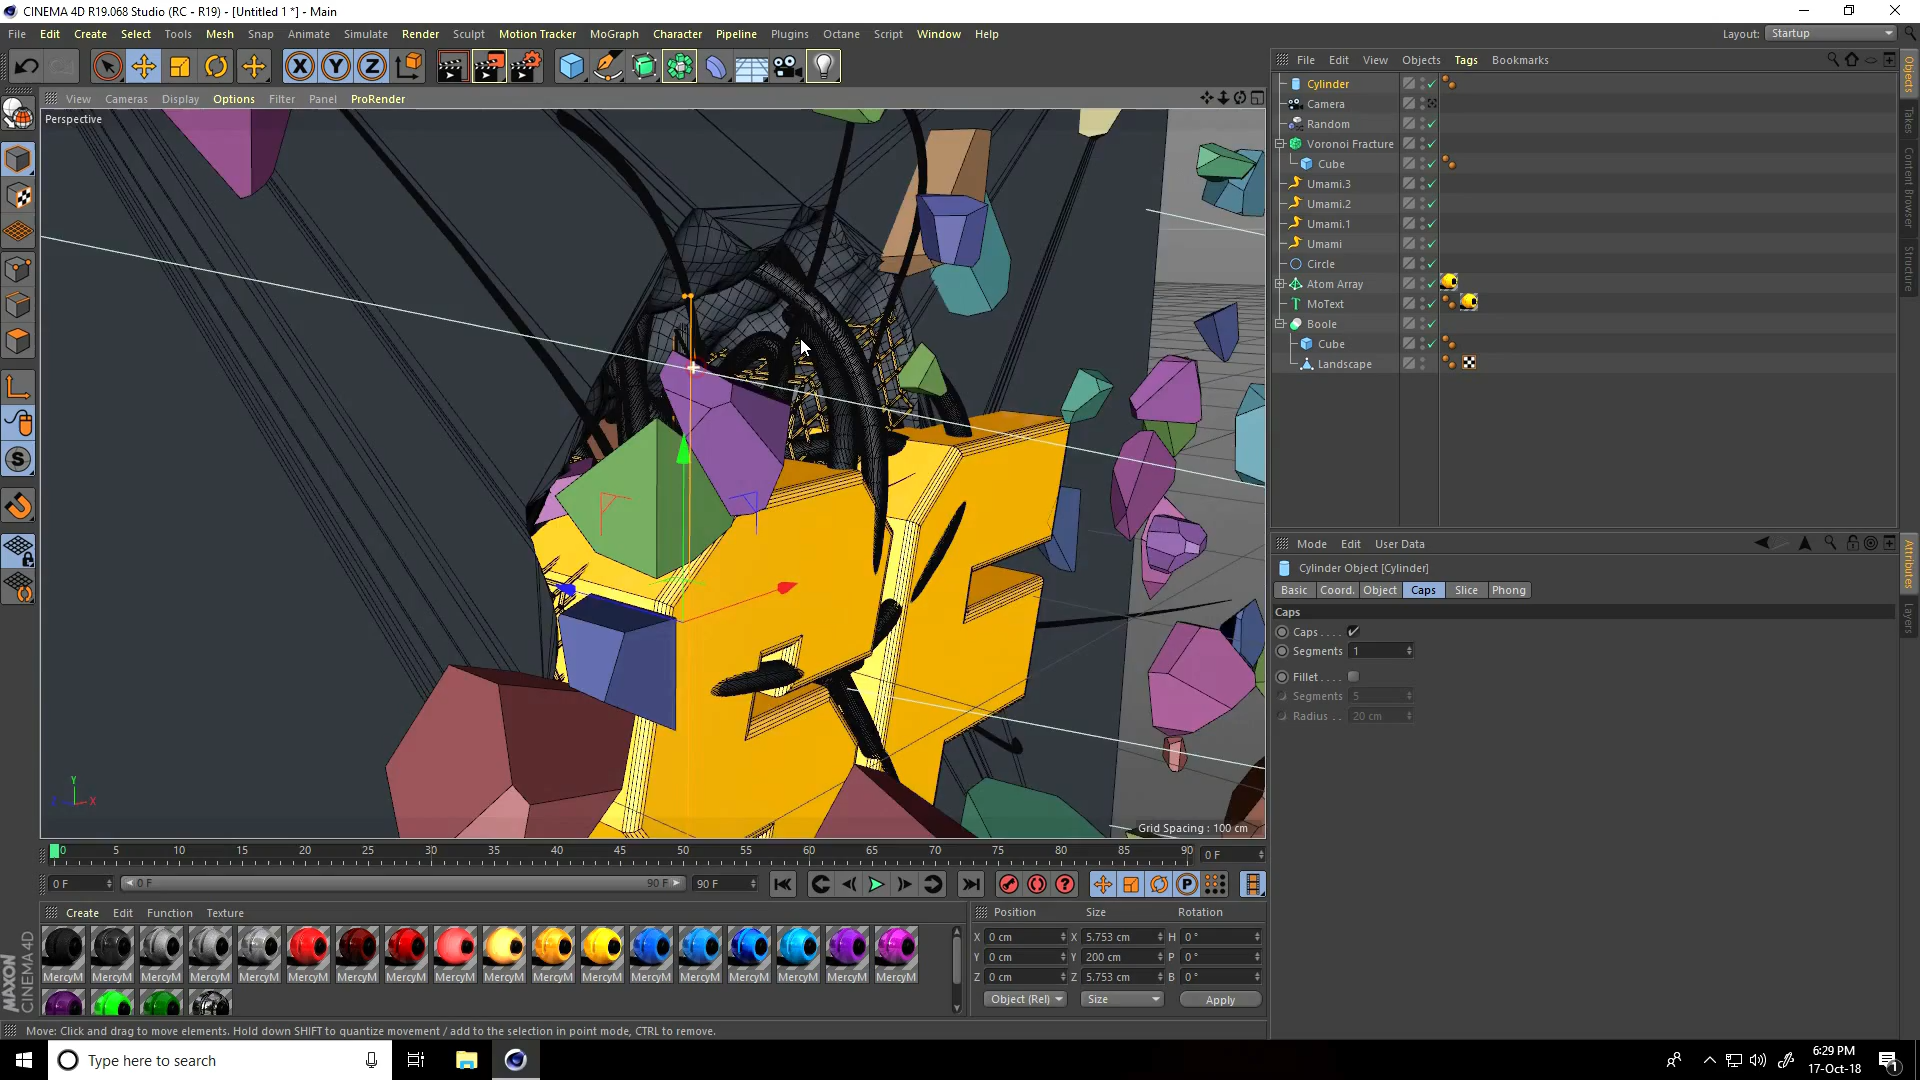 CINEMA 4D R19.068 Studio (RC - R19) - [Untitled 1 *] - Main
File Edit Create Select Tools Mesh Snap Animate Simulate Render Sculpt Motion Tracker MoGraph Character Pipeline Plugins Octane Script Window Help
Layout: Startup
View Cameras Display Options Filter Panel ProRender
Perspective
Grid Spacing : 100 cm
File Edit View Objects Tags Bookmarks
Cylinder
Camera
Random
Voronoi Fracture
Cube
Umami.3
Umami.2
Umami.1
Umami
Circle
Atom Array
MoText
Boole
Cube
Landscape
Objects
Takes
Content Browser
Structure
Mode Edit User Data
Cylinder Object [Cylinder]
Basic Coord. Object Caps Slice Phong
Caps
Caps . . . .
Segments 1
Fillet . . . .
Segments 5
Radius . . 20 cm
Attributes
Layers
0 5 10 15 20 25 30 35 40 45 50 55 60 65 70 75 80 85 90 0 F
0 F 0 F 90 F 90 F
Create Edit Function Texture
MercyM MercyM MercyM MercyM MercyM MercyM MercyM MercyM MercyM MercyM MercyM MercyM MercyM MercyM MercyM MercyM MercyM MercyM
Position Size Rotation
X 0 cm X 5.753 cm H 0 °
Y 0 cm Y 200 cm P 0 °
Z 0 cm Z 5.753 cm B 0 °
Object (Rel) Size Apply
MAXON
CINEMA 4D
Move: Click and drag to move elements. Hold down SHIFT to quantize movement / add to the selection in point mode, CTRL to remove.
Type here to search
6:29 PM
17-Oct-18
1